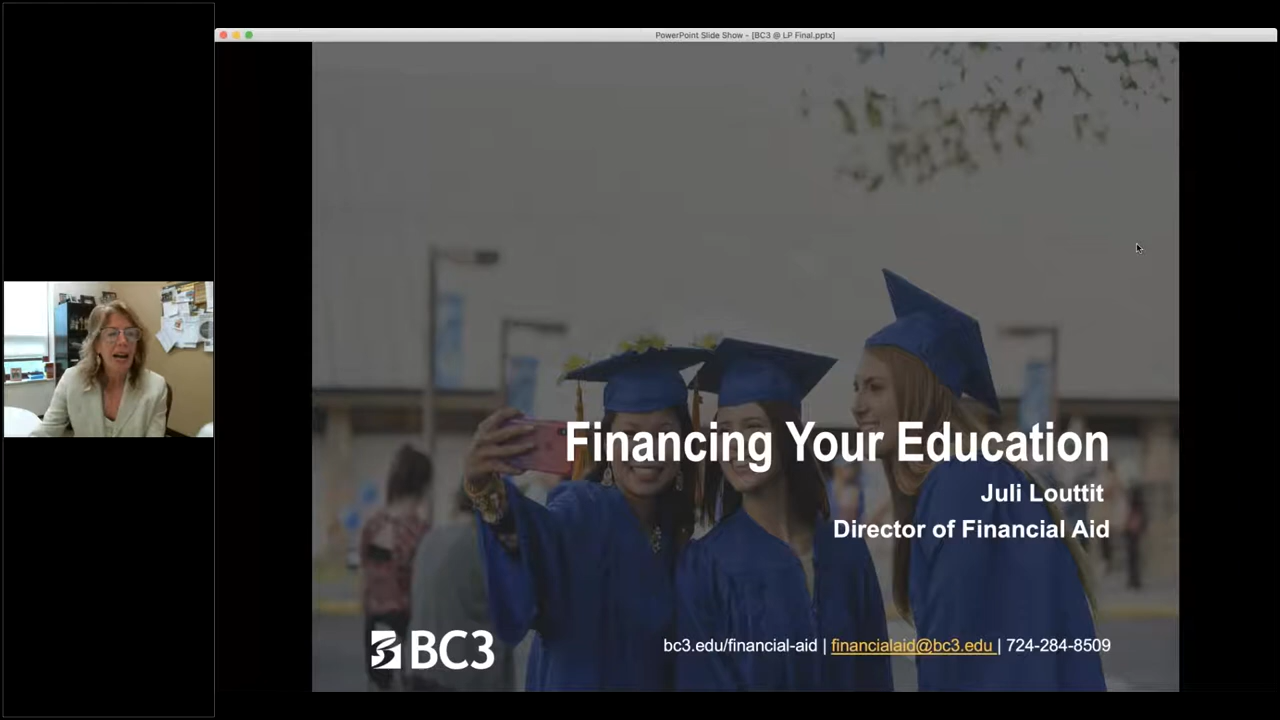 PowerPoint Slide Show - [BC3 @ LP Final.pptx]
Financing Your Education
Juli Louttit
Director of Financial Aid
BC3
bc3.edu/financial-aid | financialaid@bc3.edu | 724-284-8509